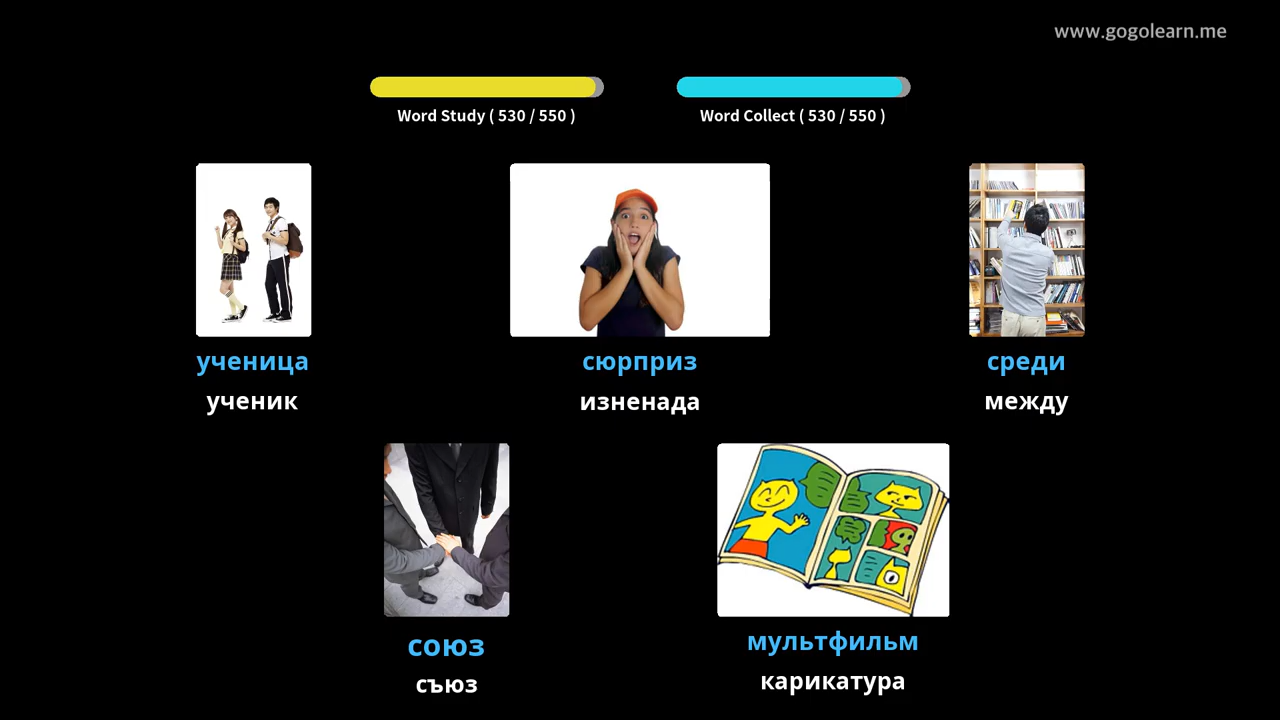 www.gogolearn.me
Word Study ( 530 / 550 )
Word Collect ( 530 / 550 )
ученица
ученик
сюрприз
изненада
среди
между
союз
съюз
мультфильм
карикатура